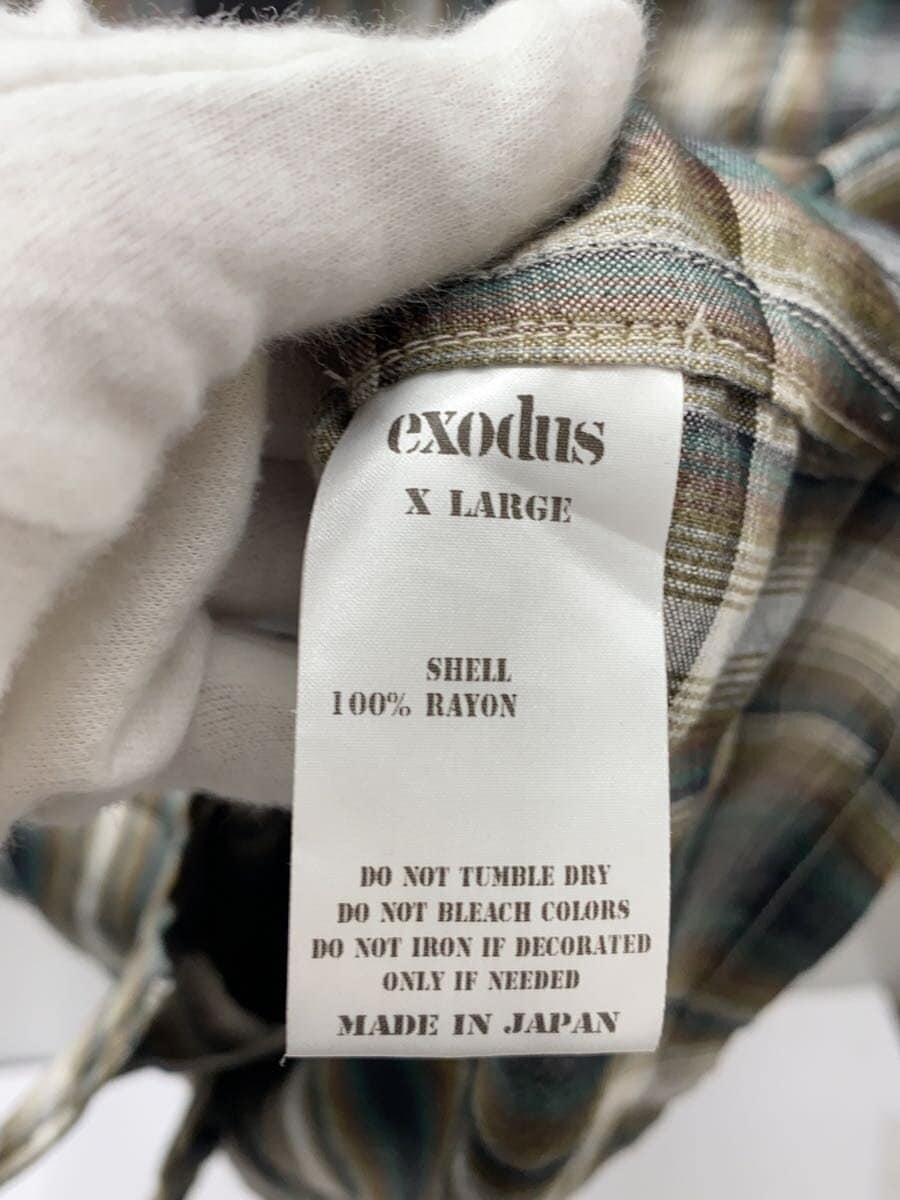 exodus
X LARGE
SHELL
100% RAYON
DO NOT TUMBLE DRY
DO NOT BLEACH COLORS
DO NOT IRON IF DECORATED
ONLY IF NEEDED
MADE IN JAPAN